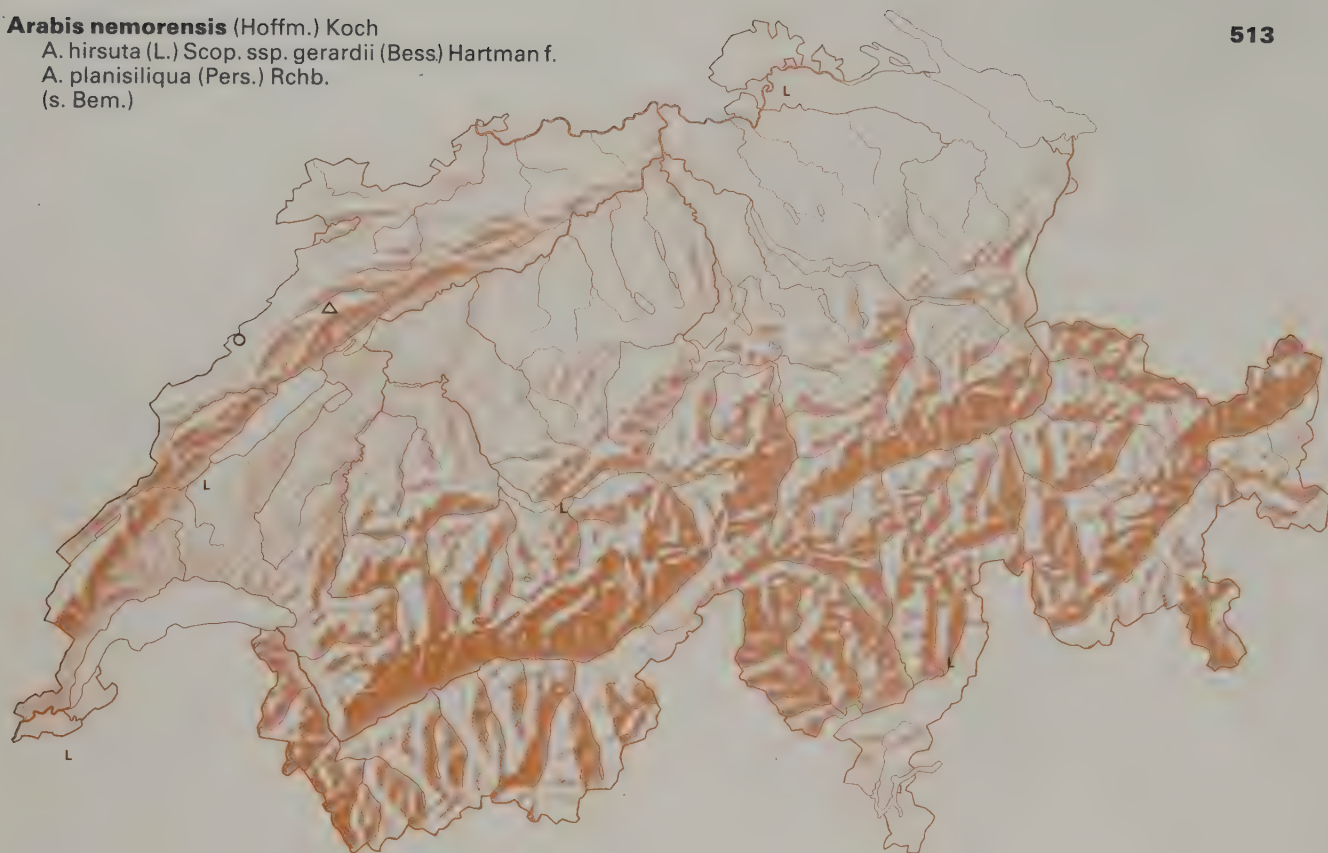 Arabis nemorensis (Hoffm.) Koch
A. hirsuta (L.) Scop. ssp. gerardii (Bess.) Hartman f.
A. planisiliqua (Pers.) Rchb.
(s. Bem.)
513
L
L
L
L
L